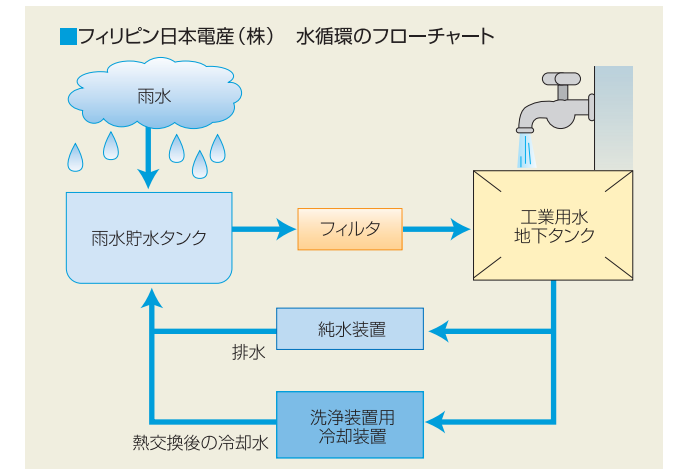 ■フィリピン日本電産(株) 水循環のフローチャート
雨水
雨水貯水タンク
フィルタ
工業用水
地下タンク
純水装置
排水
洗浄装置用
冷却装置
熱交換後の冷却水